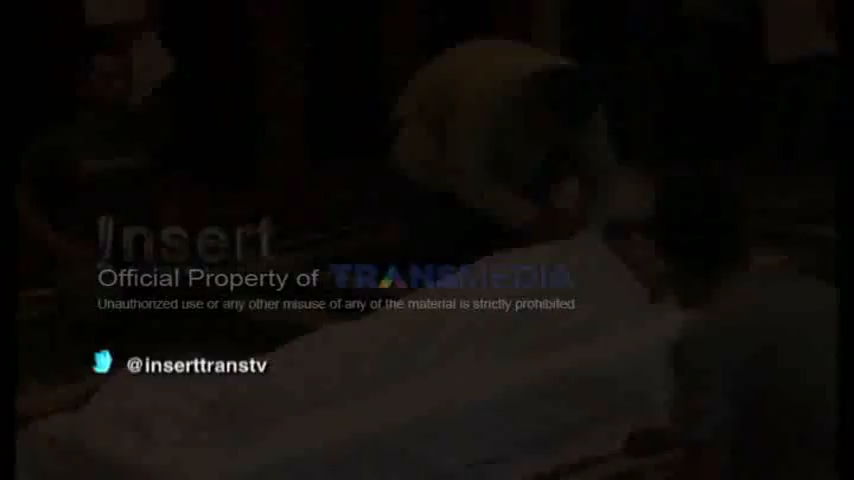 Insert
Official Property of TRANSMEDIA
Unauthorized use or any other misuse of any of the material is strictly prohibited
@inserttranstv